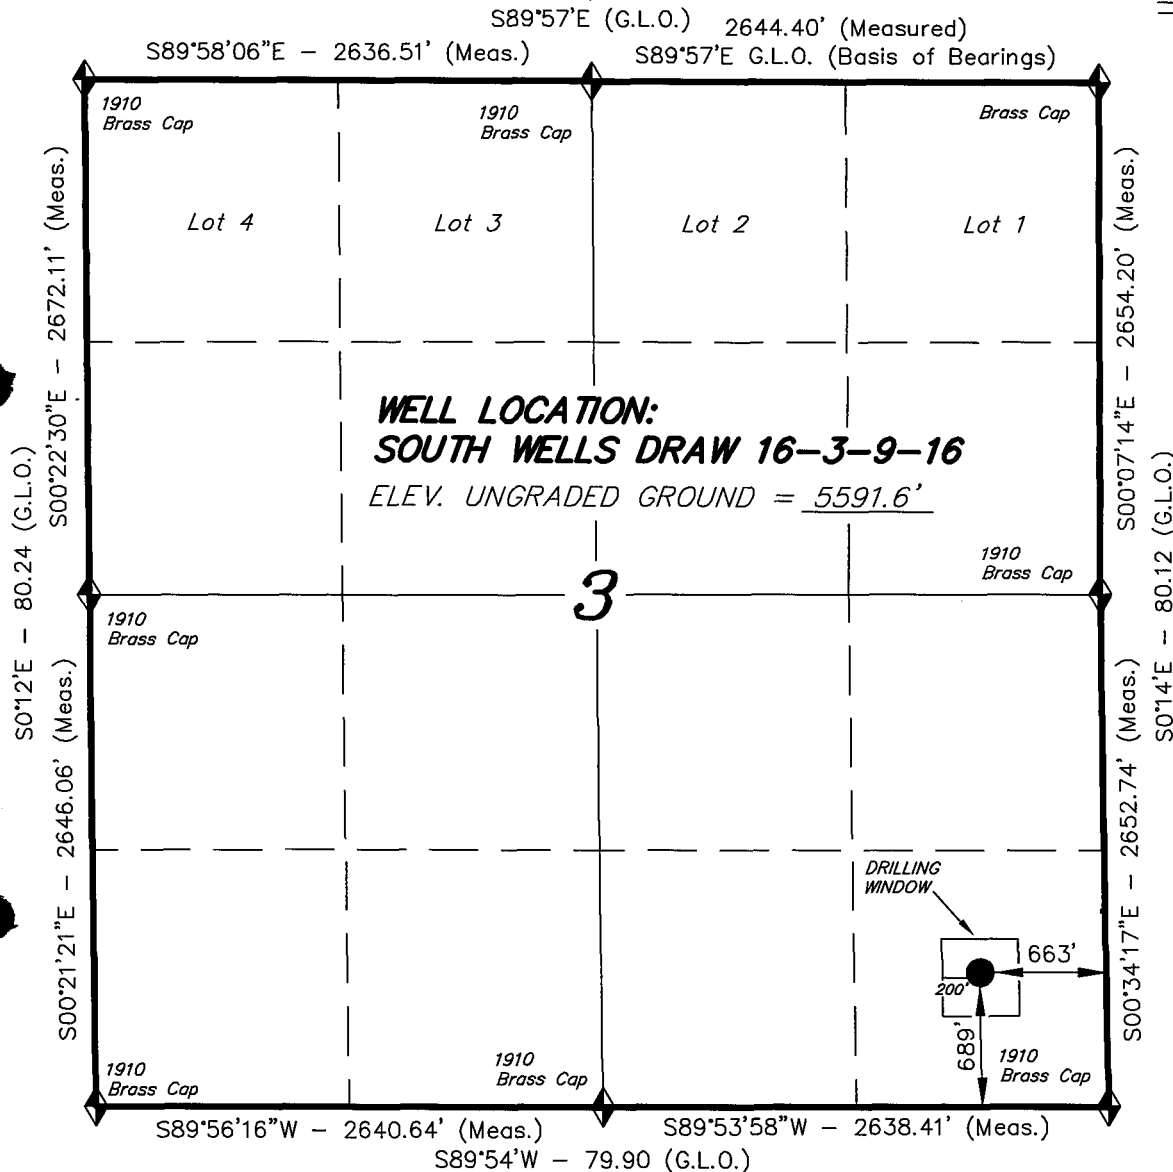 S89°57'E (G.L.O.)
2644.40' (Measured)
S89°58'06"E - 2636.51' (Meas.)
S89°57'E G.L.O. (Basis of Bearings)
1910
Brass Cap
1910
Brass Cap
Brass Cap
Lot 4
Lot 3
Lot 2
Lot 1
S00°22'30"E - 2672.11' (Meas.)
S00°07'14"E - 2654.20' (Meas.)
WELL LOCATION:
SOUTH WELLS DRAW 16-3-9-16
ELEV. UNGRADED GROUND = 5591.6'
S0°12'E - 80.24 (G.L.O.)
S0°14'E - 80.12 (G.L.O.)
1910
Brass Cap
3
1910
Brass Cap
S00°21'21"E - 2646.06' (Meas.)
S00°34'17"E - 2652.74' (Meas.)
DRILLING
WINDOW
663'
200'
689'
1910
Brass Cap
1910
Brass Cap
1910
Brass Cap
S89°56'16"W - 2640.64' (Meas.)
S89°53'58"W - 2638.41' (Meas.)
S89°54'W - 79.90 (G.L.O.)